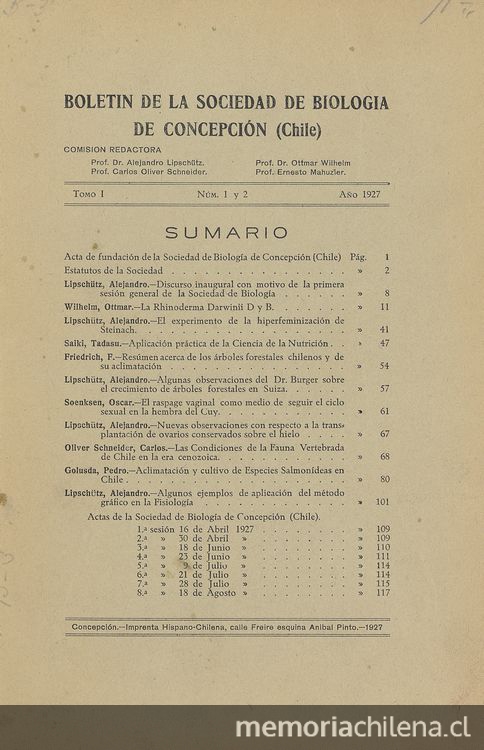 BOLETIN DE LA SOCIEDAD DE BIOLOGIA
DE CONCEPCIÓN (Chile)
COMISION REDACTORA
Prof. Dr. Alejandro Lipschütz. Prof. Dr. Ottmar Wilhelm
Prof. Carlos Oliver Schneider. Prof. Ernesto Mahuzier.
TOMO I NÚM. 1 y 2 AÑO 1927
SUMARIO
Acta de fundación de la Sociedad de Biología de Concepción (Chile) Pág. 1
Estatutos de la Sociedad . . . . . . . . . . . . . . . » 2
Lipschütz, Alejandro.—Discurso inaugural con motivo de la primera
sesión general de la Sociedad de Biología . . . . . . » 8
Wilhelm, Ottmar.—La Rhinoderma Darwinii D y B. . . . . . . » 11
Lipschütz, Alejandro.—El experimento de la hiperfeminización de
Steinach. . . . . . . . . . . . . . . . . . » 41
Saiki, Tadasu.—Aplicación práctica de la Ciencia de la Nutrición . . » 47
Friedrich, F.—Resúmen acerca de los árboles forestales chilenos y de
su aclimatación . . . . . . . . . . . . . . . » 54
Lipschütz, Alejandro.—Algunas observaciones del Dr. Burger sobre
el crecimiento de árboles forestales en Suiza. . . . . . » 57
Soenksen, Oscar.—El raspage vaginal como medio de seguir el ciclo
sexual en la hembra del Cuy. . . . . . . . . . . » 61
Lipschütz, Alejandro.—Nuevas observaciones con respecto a la trans-
plantación de ovarios conservados sobre el hielo . . . . » 67
Oliver Schneider, Carlos.—Las Condiciones de la Fauna Vertebrada
de Chile en la era cenozoica. . . . . . . . . . . » 68
Golusda, Pedro.—Aclimatación y cultivo de Especies Salmonídeas en
Chile . . . . . . . . . . . . . . . . . . . » 80
Lipschütz, Alejandro.—Algunos ejemplos de aplicación del método
gráfico en la Fisiología . . . . . . . . . . . . » 101
Actas de la Sociedad de Biología de Concepción (Chile).
1.ª sesión 16 de Abril 1927 . . . . . . . . » 109
2.ª » 30 de Abril » . . . . . . . . » 109
3.ª » 18 de Junio » . . . . . . . . » 110
4.ª » 23 de Junio » . . . . . . . . » 111
5.ª » 9 de Julio » . . . . . . . . » 114
6.ª » 21 de Julio » . . . . . . . . » 114
7.ª » 28 de Julio » . . . . . . . . » 115
8.ª » 18 de Agosto » . . . . . . . . » 117
Concepción.—Imprenta Hispano-Chilena, calle Freire esquina Anibal Pinto.—1927
memoriachilena.cl